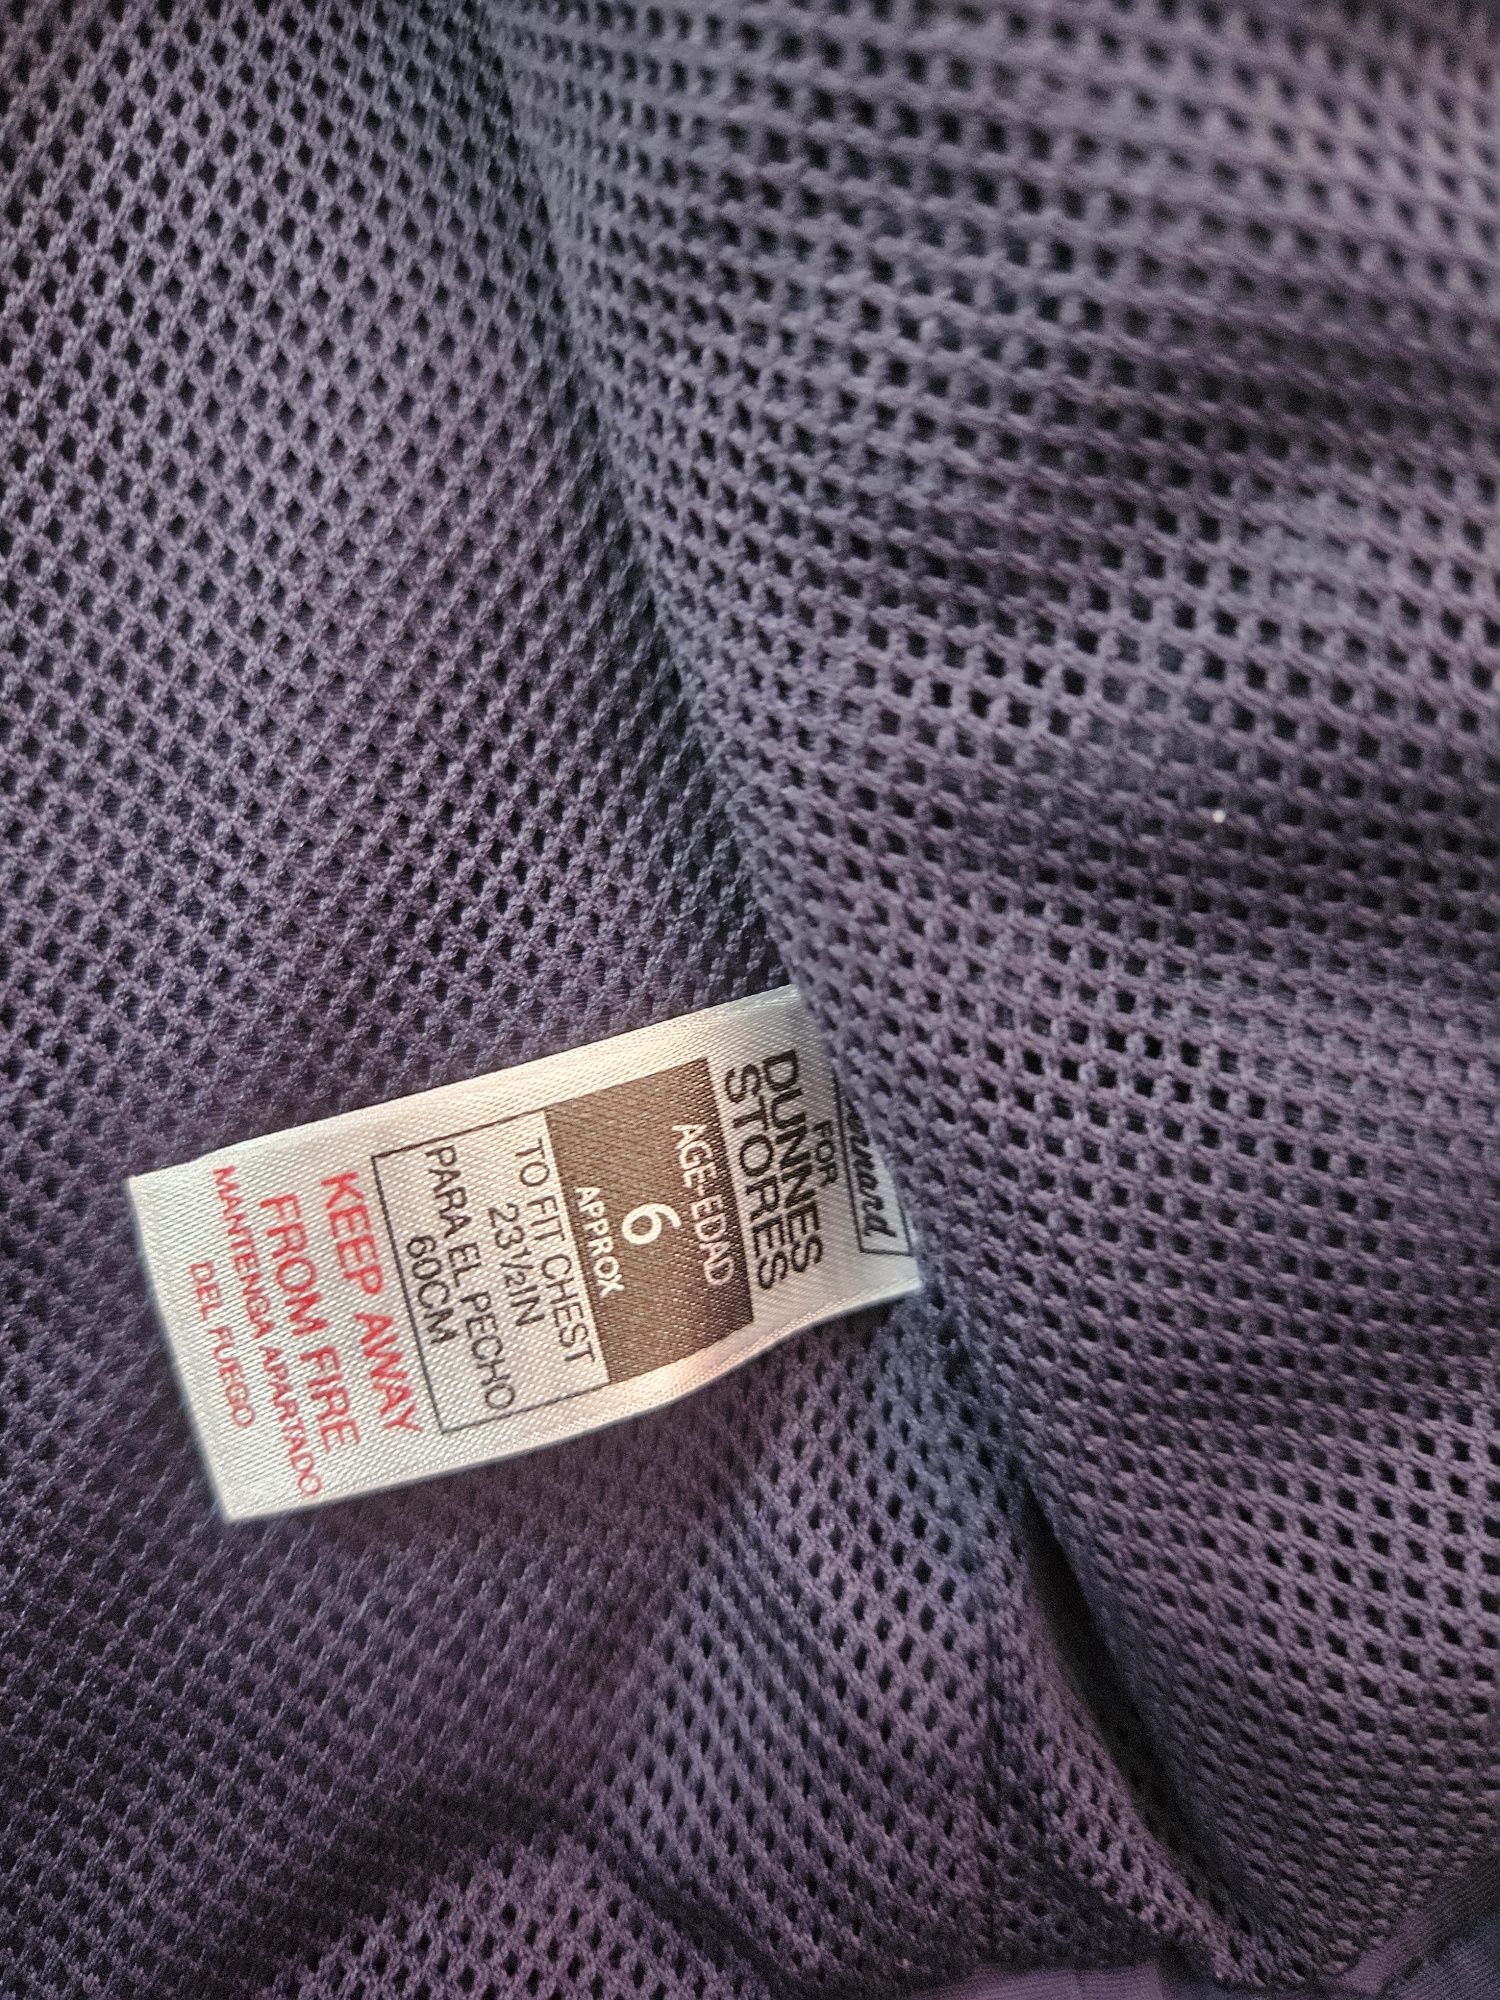 FOR
DUNNES
STORES
AGE-EDAD
6
APPROX
TO FIT CHEST
23½IN
PARA EL PECHO
60CM
KEEP AWAY
FROM FIRE
MANTENGA APARTADO
DEL FUEGO